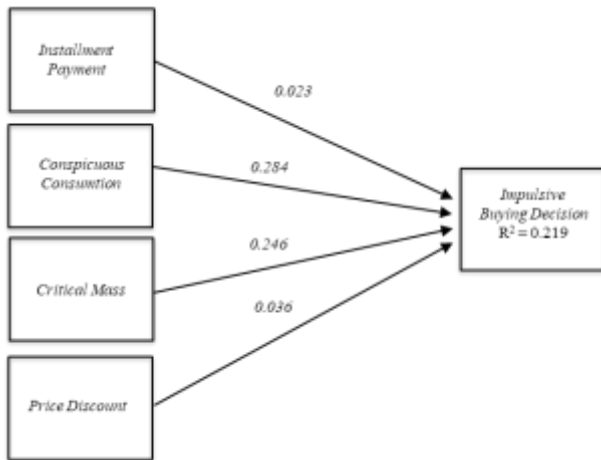 Installment
Payment
0.023
Conspicuous
Consumtion
0.284
Impulsive
Buying Decision
R² = 0.219
0.246
Critical Mass
0.036
Price Discount